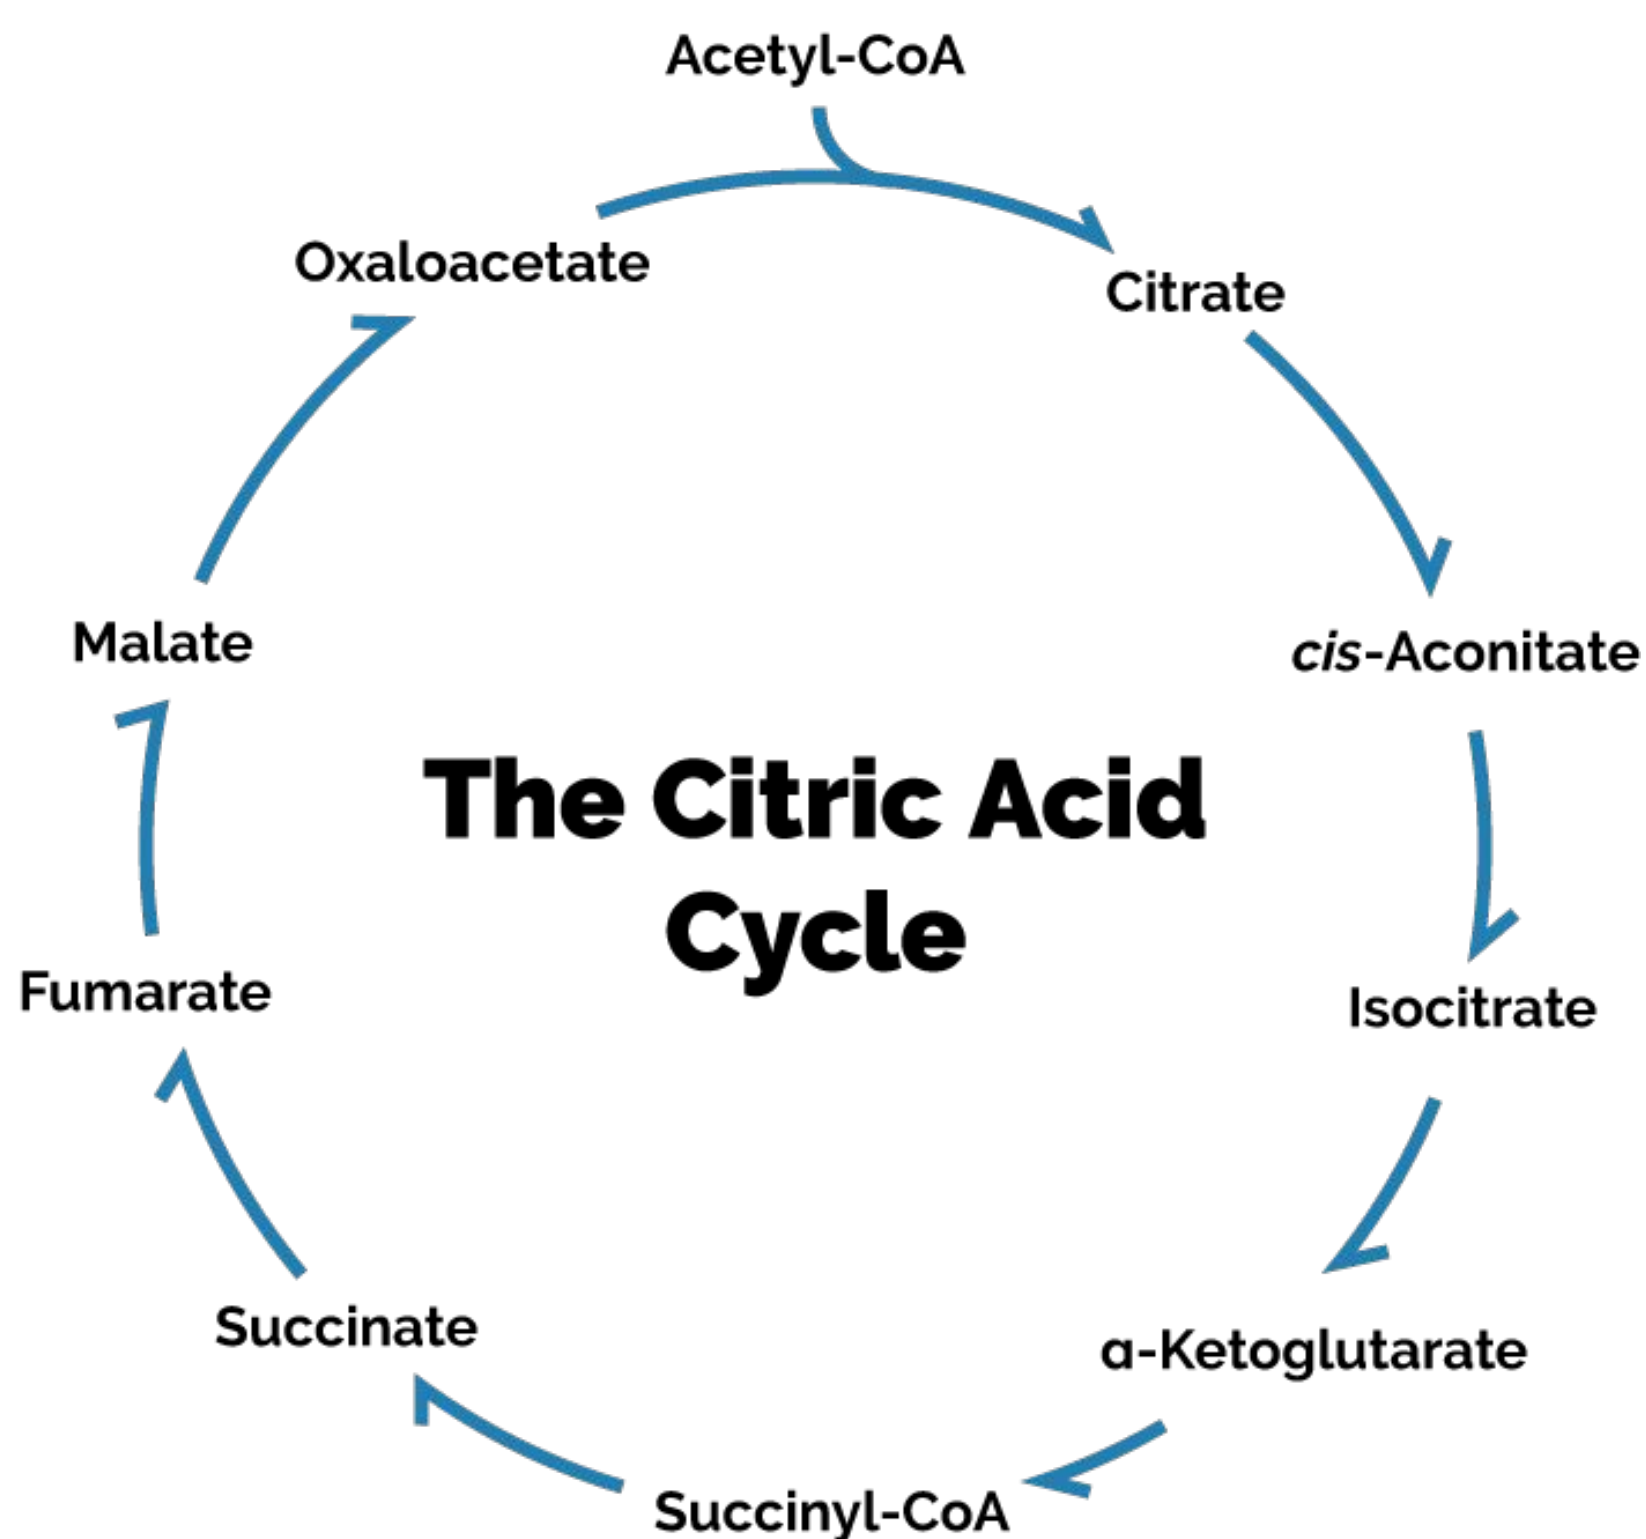 Acetyl-CoA
Oxaloacetate
Citrate
Malate
cis-Aconitate
The Citric Acid
Cycle
Fumarate
Isocitrate
Succinate
α-Ketoglutarate
Succinyl-CoA